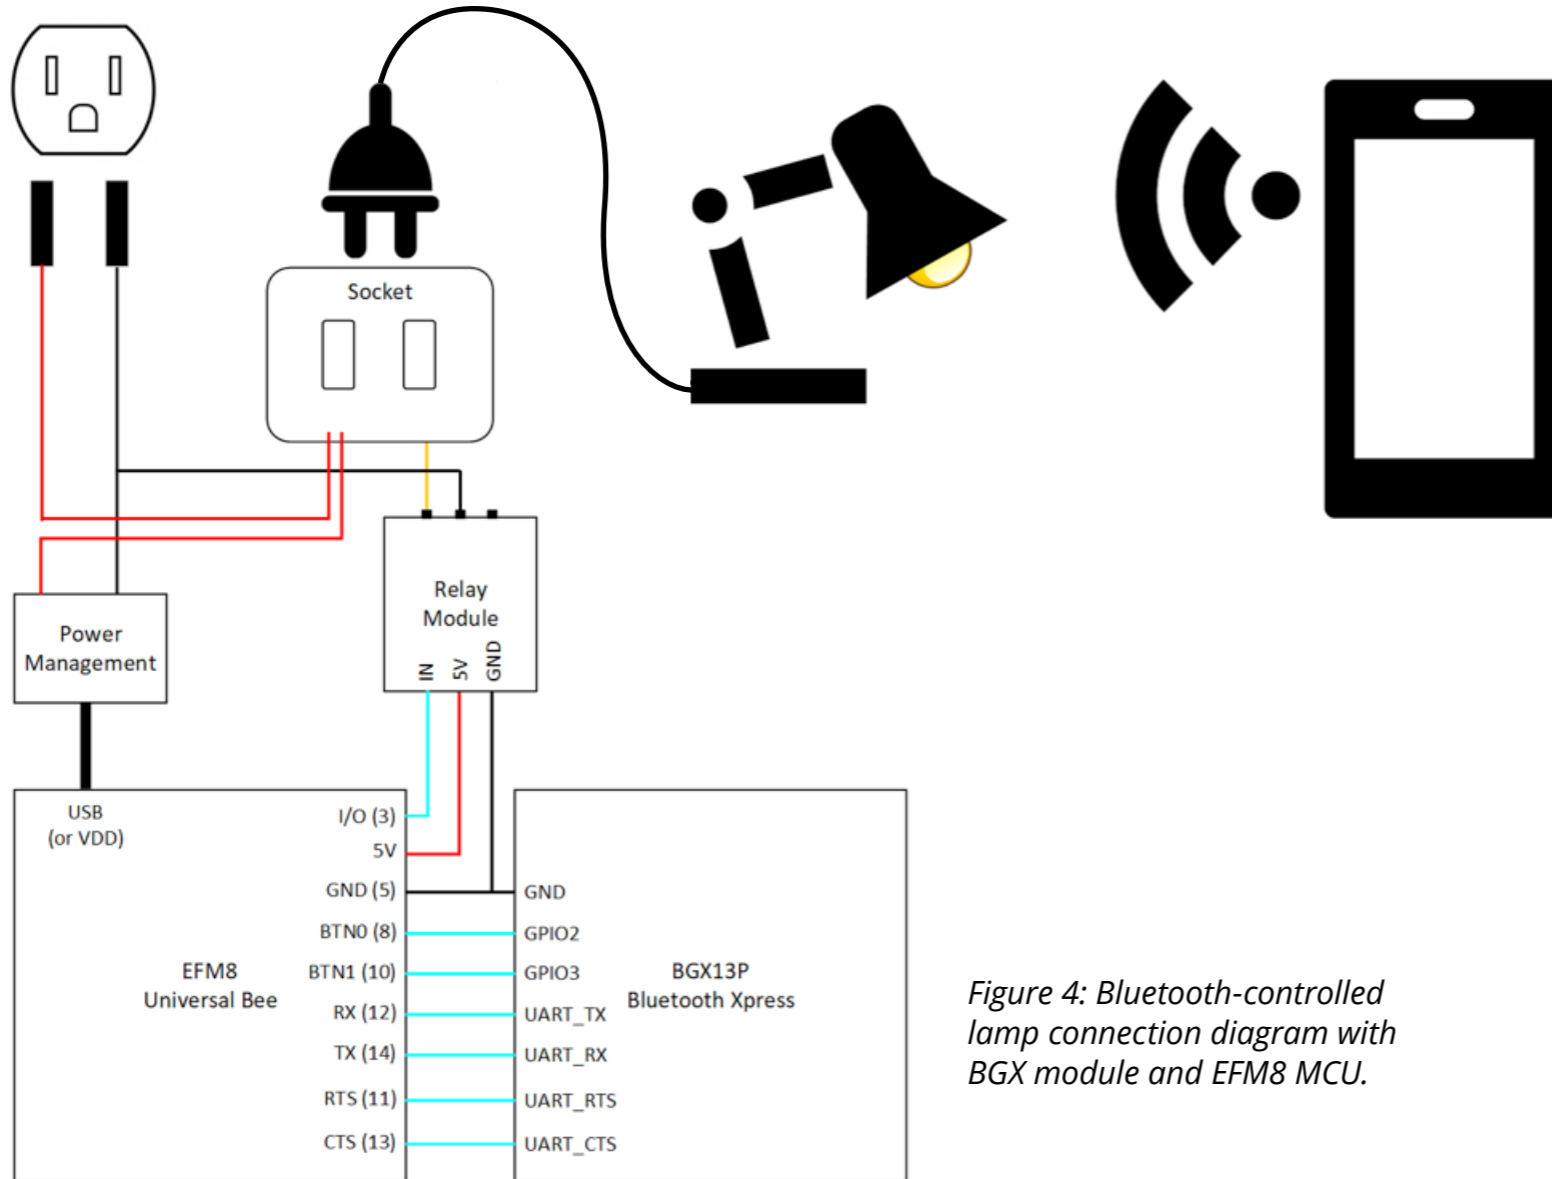 Socket
Relay
Module
IN
5V
GND
Power
Management
USB
(or VDD)
I/O (3)
5V
GND (5)
BTN0 (8)
BTN1 (10)
RX (12)
TX (14)
RTS (11)
CTS (13)
EFM8
Universal Bee
GND
GPIO2
GPIO3
UART_TX
UART_RX
UART_RTS
UART_CTS
BGX13P
Bluetooth Xpress
Figure 4: Bluetooth-controlled
lamp connection diagram with
BGX module and EFM8 MCU.